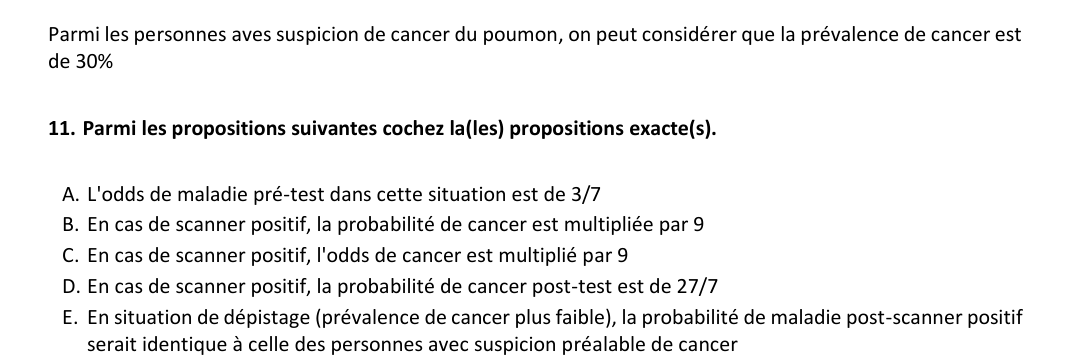 Parmi les personnes aves suspicion de cancer du poumon, on peut considérer que la prévalence de cancer est
de 30%
11. Parmi les propositions suivantes cochez la(les) propositions exacte(s).
A. L'odds de maladie pré-test dans cette situation est de 3/7
B. En cas de scanner positif, la probabilité de cancer est multipliée par 9
C. En cas de scanner positif, l'odds de cancer est multiplié par 9
D. En cas de scanner positif, la probabilité de cancer post-test est de 27/7
E. En situation de dépistage (prévalence de cancer plus faible), la probabilité de maladie post-scanner positif
serait identique à celle des personnes avec suspicion préalable de cancer